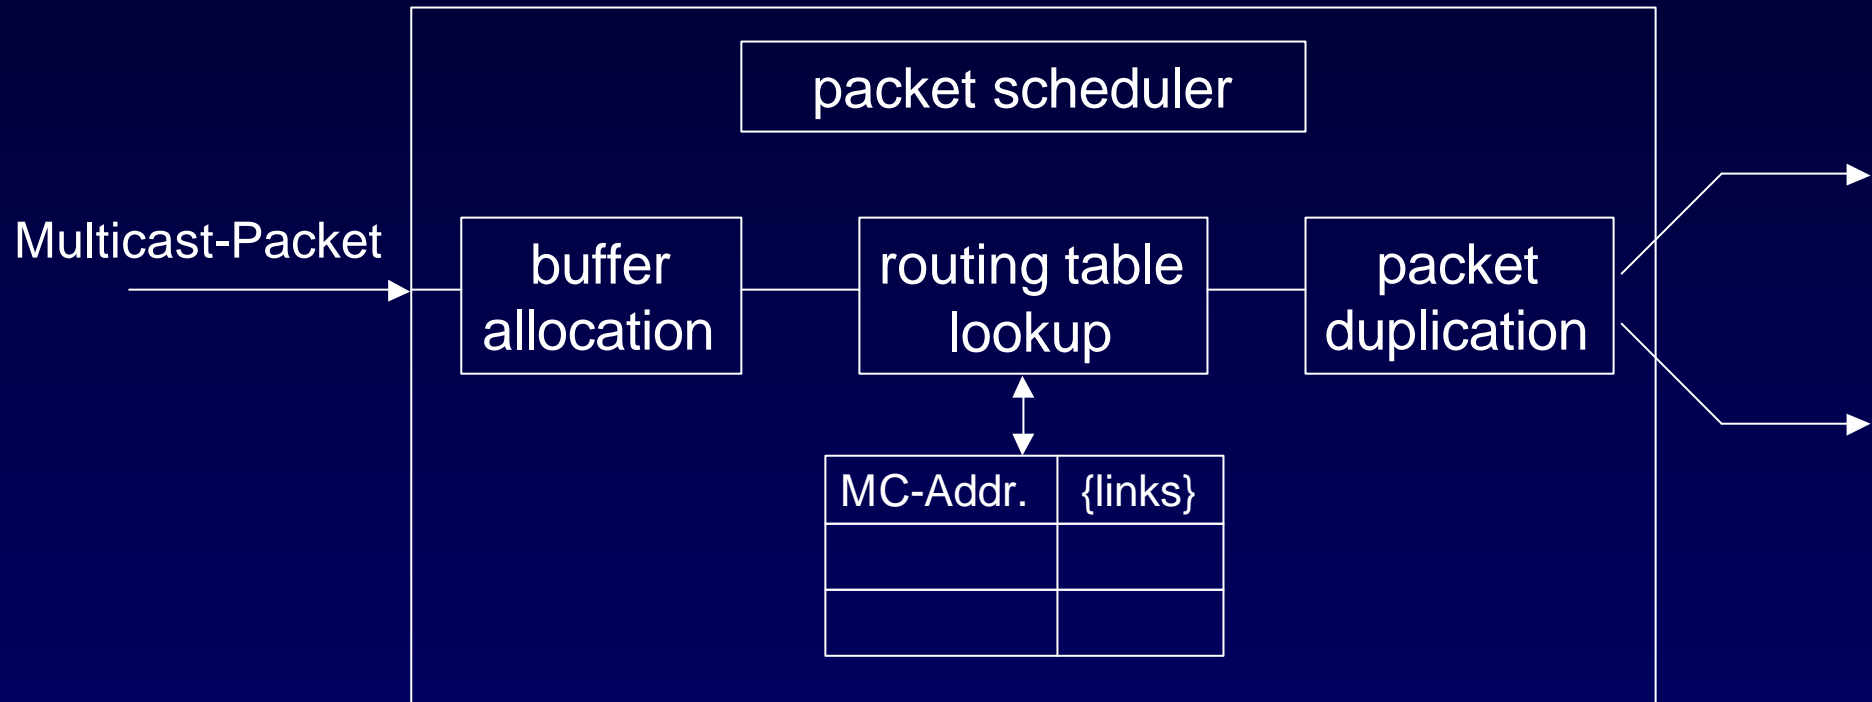 packet scheduler
Multicast-Packet
buffer
allocation
routing table
lookup
packet
duplication
MC-Addr.
{links}